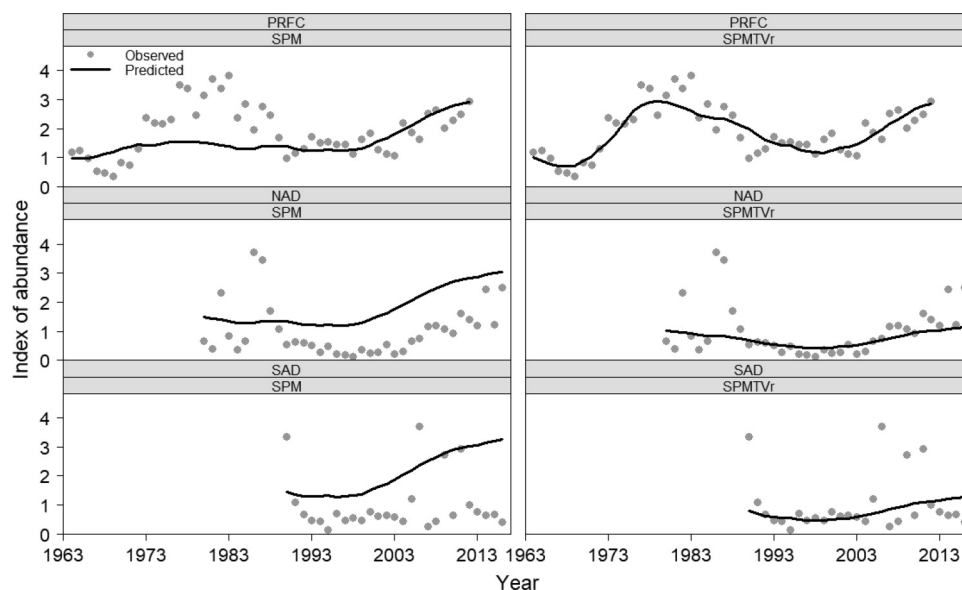 PRFC
SPM
PRFC
SPMTVr
Observed
Predicted
4
3
2
1
0
NAD
SPM
NAD
SPMTVr
4
3
2
1
0
SAD
SPM
SAD
SPMTVr
4
3
2
1
0
Index of abundance
1963 1973 1983 1993 2003 2013 1963 1973 1983 1993 2003 2013
Year